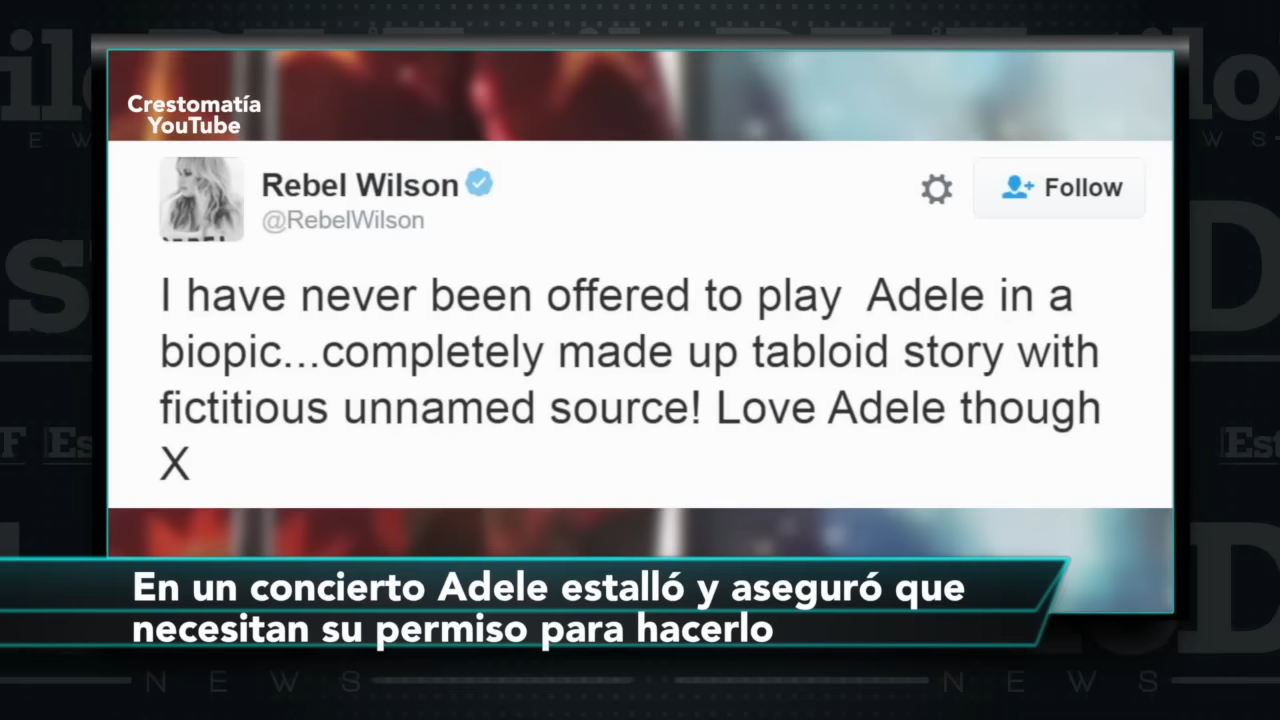 Crestomatía
YouTube
Rebel Wilson
@RebelWilson
Follow
I have never been offered to play Adele in a
biopic...completely made up tabloid story with
fictitious unnamed source! Love Adele though
X
En un concierto Adele estalló y aseguró que
necesitan su permiso para hacerlo
NEWS
NEWS